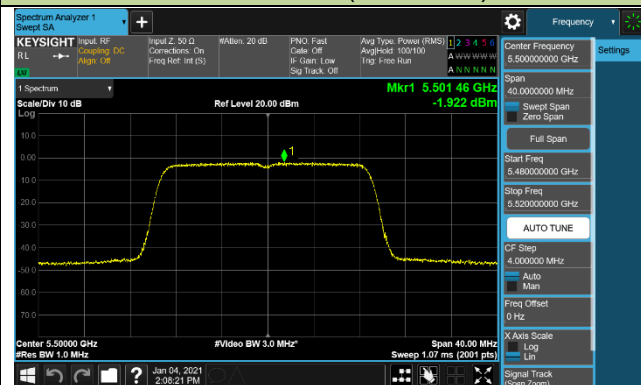 Spectrum Analyzer 1
Swept SA
Frequency
KEYSIGHT
RL
Input: RF
Coupling: DC
Align: Off
Input Z: 50 Ω
Corrections: On
Freq Ref: Int (S)
#Atten: 20 dB
PNO: Fast
Gate: Off
IF Gain: Low
Sig Track: Off
Avg Type: Power (RMS)
Avg|Hold: 100/100
Trig: Free Run
1 2 3 4 5 6
A W W W W W
A N N N N N
1 Spectrum
Scale/Div 10 dB
Log
Ref Level 20.00 dBm
Mkr1 5.501 46 GHz
-1.922 dBm
10.0
0.00
-10.0
-20.0
-30.0
-40.0
-50.0
-60.0
-70.0
1
Center 5.50000 GHz
#Res BW 1.0 MHz
#Video BW 3.0 MHz*
Span 40.00 MHz
Sweep 1.07 ms (2001 pts)
Jan 04, 2021
2:08:21 PM
Center Frequency
5.500000000 GHz
Settings
Span
40.0000000 MHz
Swept Span
Zero Span
Full Span
Start Freq
5.480000000 GHz
Stop Freq
5.520000000 GHz
AUTO TUNE
CF Step
4.000000 MHz
Auto
Man
Freq Offset
0 Hz
X Axis Scale
Log
Lin
Signal Track
(Span Zoom)